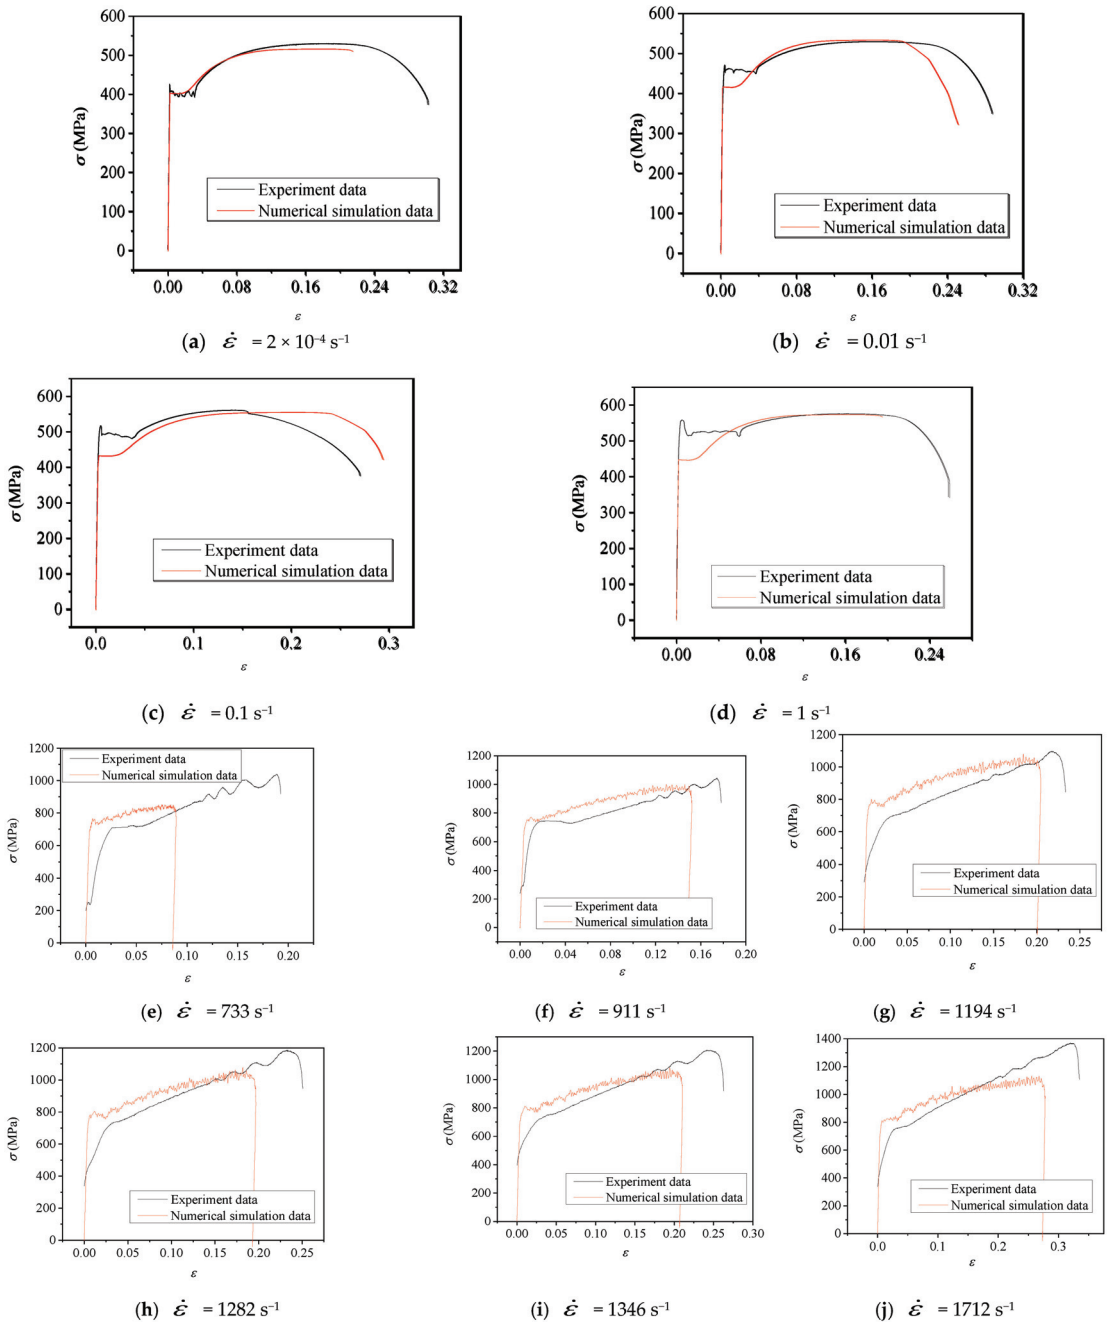 600
500
400
300
200
100
0
σ (MPa)
Experiment data
Numerical simulation data
0.00 0.08 0.16 0.24 0.32
ε
(a) ε̇ = 2 × 10⁻⁴ s⁻¹
600
500
400
300
200
100
0
σ (MPa)
Experiment data
Numerical simulation data
0.00 0.08 0.16 0.24 0.32
ε
(b) ε̇ = 0.01 s⁻¹
600
500
400
300
200
100
0
σ (MPa)
Experiment data
Numerical simulation data
0.0 0.1 0.2 0.3
ε
(c) ε̇ = 0.1 s⁻¹
600
500
400
300
200
100
0
σ (MPa)
Experiment data
Numerical simulation data
0.00 0.08 0.16 0.24
ε
(d) ε̇ = 1 s⁻¹
1200
1000
800
600
400
200
0
σ (MPa)
Experiment data
Numerical simulation data
0.00 0.05 0.10 0.15 0.20
ε
(e) ε̇ = 733 s⁻¹
1200
1000
800
600
400
200
0
σ (MPa)
Experiment data
Numerical simulation data
0.00 0.04 0.08 0.12 0.16 0.20
ε
(f) ε̇ = 911 s⁻¹
1200
1000
800
600
400
200
0
σ (MPa)
Experiment data
Numerical simulation data
0.00 0.05 0.10 0.15 0.20 0.25
ε
(g) ε̇ = 1194 s⁻¹
1200
1000
800
600
400
200
0
σ (MPa)
Experiment data
Numerical simulation data
0.00 0.05 0.10 0.15 0.20 0.25
ε
(h) ε̇ = 1282 s⁻¹
1200
1000
800
600
400
200
0
σ (MPa)
Experiment data
Numerical simulation data
0.00 0.05 0.10 0.15 0.20 0.25 0.30
ε
(i) ε̇ = 1346 s⁻¹
1400
1200
1000
800
600
400
200
0
σ (MPa)
Experiment data
Numerical simulation data
0.0 0.1 0.2 0.3
ε
(j) ε̇ = 1712 s⁻¹